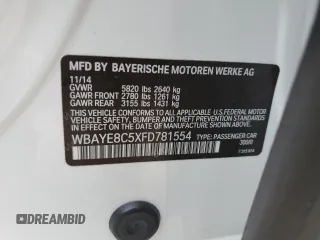 MFD BY BAYERISCHE MOTOREN WERKE AG
11/14
GVWR 5820 lbs 2640 kg
GAWR FRONT 2780 lbs 1261 kg
GAWR REAR 3155 lbs 1431 kg
THIS VEHICLE CONFORMS TO ALL APPLICABLE
FEDERAL MOTOR VEHICLE SAFETY, BUMPER,
AND THEFT PREVENTION STANDARDS IN
EFFECT ON THE DATE OF MANUFACTURE
SHOWN ABOVE.
WBAYE8C5XFD781554 TYPE: PASSENGER CAR
DREAMBID
AutoBidMaster